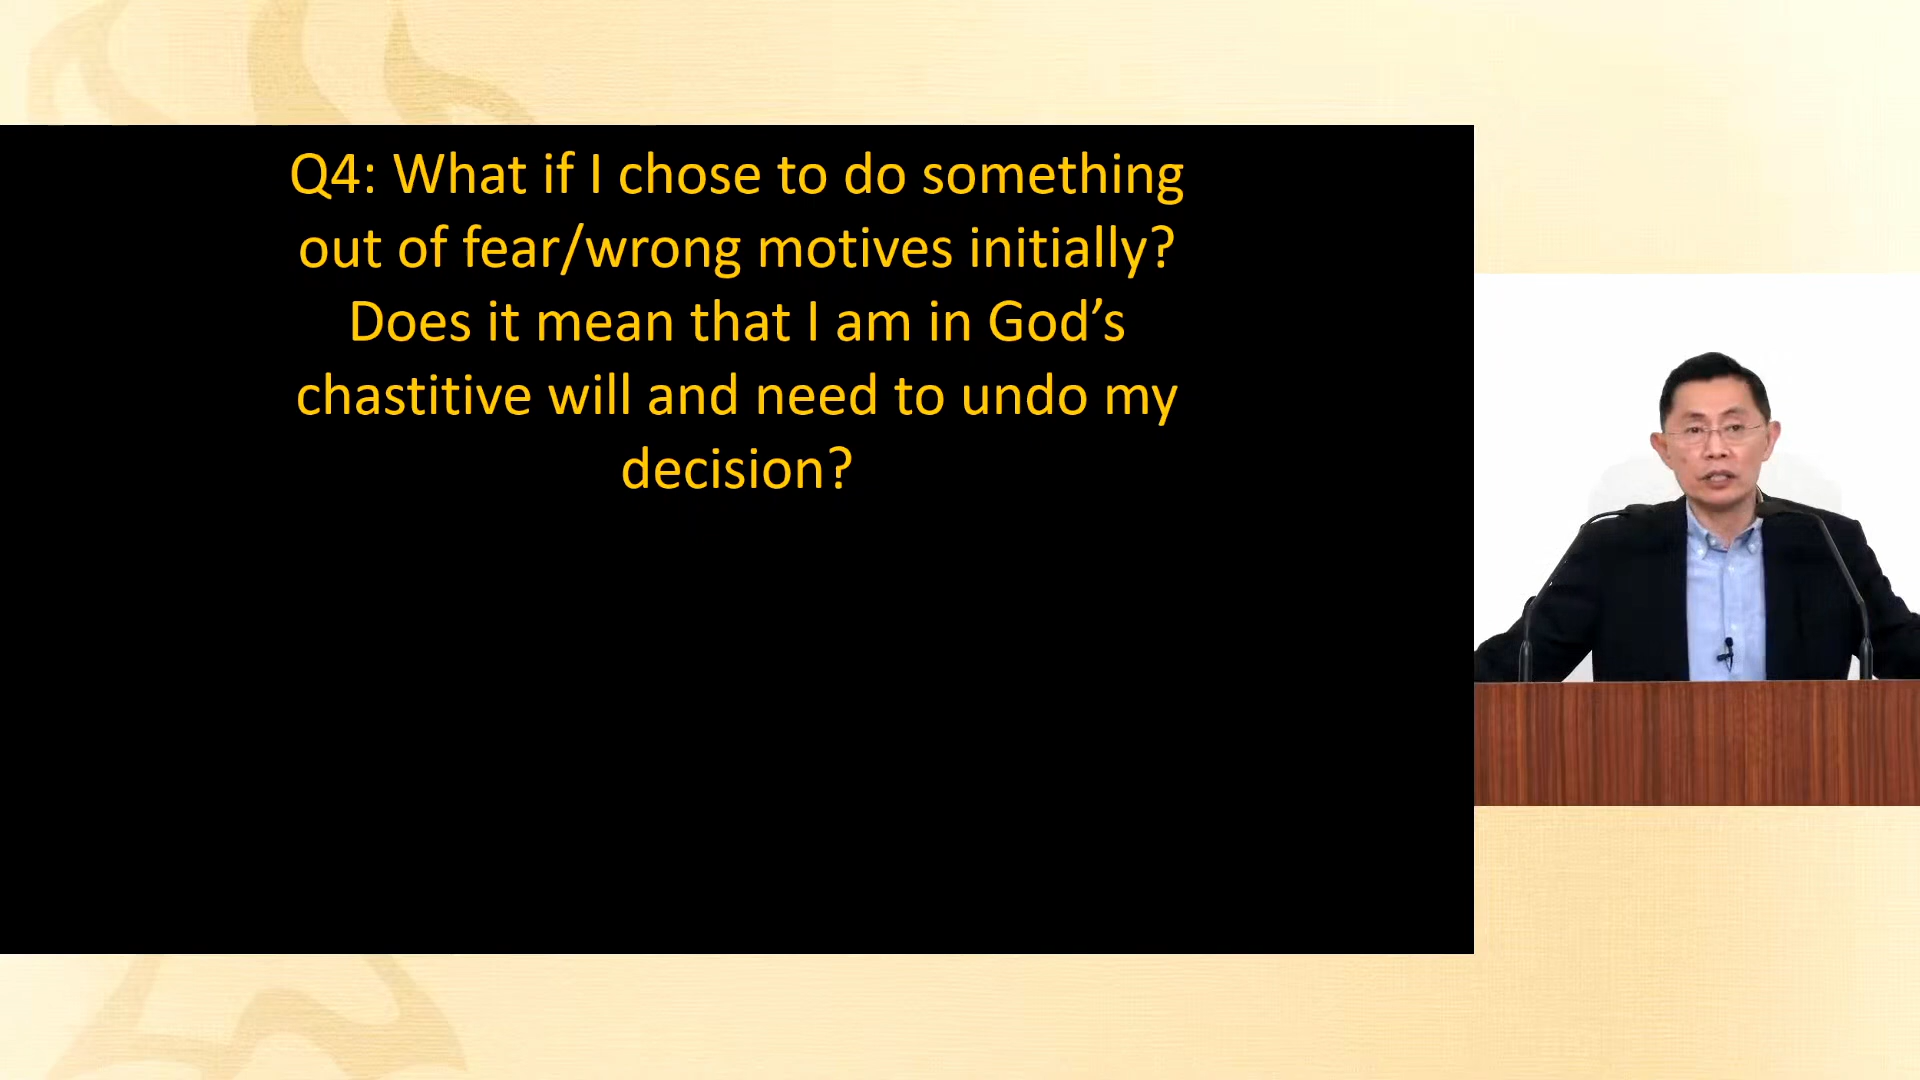 Q4: What if I chose to do something
out of fear/wrong motives initially?
Does it mean that I am in God’s
chastitive will and need to undo my
decision?